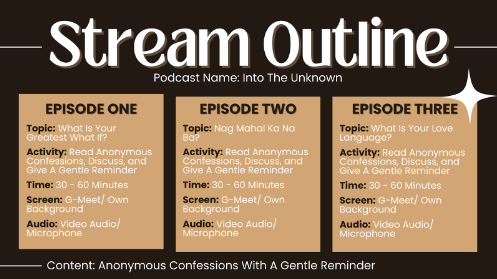 Stream Outline
Podcast Name: Into The Unknown
EPISODE ONE
Topic: What Is Your
Greatest What If?
Activity: Read Anonymous
Confessions, Discuss, and
Give A Gentle Reminder
Time: 30 - 60 Minutes
Screen: G-Meet/ Own
Background
Audio: Video Audio/
Microphone
EPISODE TWO
Topic: Nag Mahal Ka Na
Ba?
Activity: Read Anonymous
Confessions, Discuss, and
Give A Gentle Reminder
Time: 30 - 60 Minutes
Screen: G-Meet/ Own
Background
Audio: Video Audio/
Microphone
EPISODE THREE
Topic: What Is Your Love
Language?
Activity: Read Anonymous
Confessions, Discuss, and
Give A Gentle Reminder
Time: 30 - 60 Minutes
Screen: G-Meet/ Own
Background
Audio: Video Audio/
Microphone
Content: Anonymous Confessions With A Gentle Reminder